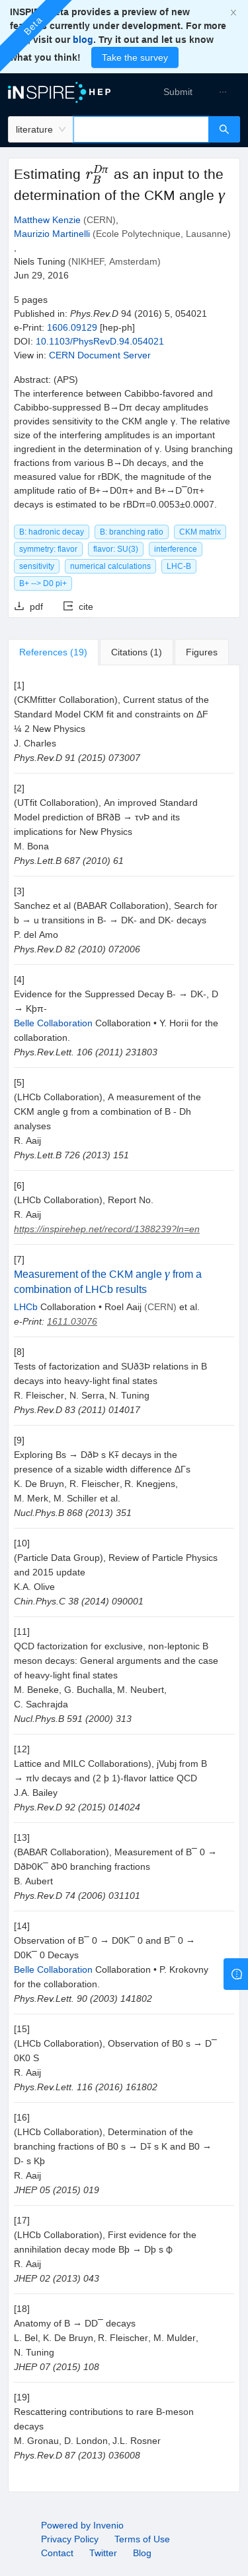 INSPIRE Beta provides a preview of new
features currently under development. For more
visit our blog. Try it out and let us know
what you think! Take the survey
Beta
INSPIRE HEP Submit ...
literature
Estimating r_B^{Dπ} as an input to the
determination of the CKM angle γ
Matthew Kenzie (CERN),
Maurizio Martinelli (Ecole Polytechnique, Lausanne)
,
Niels Tuning (NIKHEF, Amsterdam)
Jun 29, 2016
5 pages
Published in: Phys.Rev.D 94 (2016) 5, 054021
e-Print: 1606.09129 [hep-ph]
DOI: 10.1103/PhysRevD.94.054021
View in: CERN Document Server
Abstract: (APS)
The interference between Cabibbo-favored and
Cabibbo-suppressed B→Dπ decay amplitudes
provides sensitivity to the CKM angle γ. The relative
size of the interfering amplitudes is an important
ingredient in the determination of γ. Using branching
fractions from various B→Dh decays, and the
measured value for rBDK, the magnitude of the
amplitude ratio of B+→D0π+ and B+→D¯0π+
decays is estimated to be rBDπ=0.0053±0.0007.
B: hadronic decay B: branching ratio CKM matrix
symmetry: flavor flavor: SU(3) interference
sensitivity numerical calculations LHC-B
B+ --> D0 pi+
pdf cite
References (19) Citations (1) Figures
[1]
(CKMfitter Collaboration), Current status of the
Standard Model CKM fit and constraints on ΔF
¼ 2 New Physics
J. Charles
Phys.Rev.D 91 (2015) 073007
[2]
(UTfit Collaboration), An improved Standard
Model prediction of BRðB → τνÞ and its
implications for New Physics
M. Bona
Phys.Lett.B 687 (2010) 61
[3]
Sanchez et al (BABAR Collaboration), Search for
b → u transitions in B- → DK- and DK- decays
P. del Amo
Phys.Rev.D 82 (2010) 072006
[4]
Evidence for the Suppressed Decay B- → DK-, D
→ Kþπ-
Belle Collaboration Collaboration • Y. Horii for the
collaboration.
Phys.Rev.Lett. 106 (2011) 231803
[5]
(LHCb Collaboration), A measurement of the
CKM angle g from a combination of B - Dh
analyses
R. Aaij
Phys.Lett.B 726 (2013) 151
[6]
(LHCb Collaboration), Report No.
R. Aaij
https://inspirehep.net/record/1388239?ln=en
[7]
Measurement of the CKM angle γ from a
combination of LHCb results
LHCb Collaboration • Roel Aaij (CERN) et al.
e-Print: 1611.03076
[8]
Tests of factorization and SUð3Þ relations in B
decays into heavy-light final states
R. Fleischer, N. Serra, N. Tuning
Phys.Rev.D 83 (2011) 014017
[9]
Exploring Bs → DðÞ s K∓ decays in the
presence of a sizable width difference ΔΓs
K. De Bruyn, R. Fleischer, R. Knegjens,
M. Merk, M. Schiller et al.
Nucl.Phys.B 868 (2013) 351
[10]
(Particle Data Group), Review of Particle Physics
and 2015 update
K.A. Olive
Chin.Phys.C 38 (2014) 090001
[11]
QCD factorization for exclusive, non-leptonic B
meson decays: General arguments and the case
of heavy-light final states
M. Beneke, G. Buchalla, M. Neubert,
C. Sachrajda
Nucl.Phys.B 591 (2000) 313
[12]
Lattice and MILC Collaborations), jVubj from B
→ πlν decays and (2 þ 1)-flavor lattice QCD
J.A. Bailey
Phys.Rev.D 92 (2015) 014024
[13]
(BABAR Collaboration), Measurement of B¯ 0 →
DðÞ0K¯ ðÞ0 branching fractions
B. Aubert
Phys.Rev.D 74 (2006) 031101
[14]
Observation of B¯ 0 → D0K¯ 0 and B¯ 0 →
D0K¯ 0 Decays
Belle Collaboration Collaboration • P. Krokovny
for the collaboration.
Phys.Rev.Lett. 90 (2003) 141802
[15]
(LHCb Collaboration), Observation of B0 s → D¯
0K0 S
R. Aaij
Phys.Rev.Lett. 116 (2016) 161802
[16]
(LHCb Collaboration), Determination of the
branching fractions of B0 s → D∓ s K and B0 →
D- s Kþ
R. Aaij
JHEP 05 (2015) 019
[17]
(LHCb Collaboration), First evidence for the
annihilation decay mode Bþ → Dþ s ϕ
R. Aaij
JHEP 02 (2013) 043
[18]
Anatomy of B → DD¯ decays
L. Bel, K. De Bruyn, R. Fleischer, M. Mulder,
N. Tuning
JHEP 07 (2015) 108
[19]
Rescattering contributions to rare B-meson
decays
M. Gronau, D. London, J.L. Rosner
Phys.Rev.D 87 (2013) 036008
Powered by Invenio
Privacy Policy Terms of Use
Contact Twitter Blog